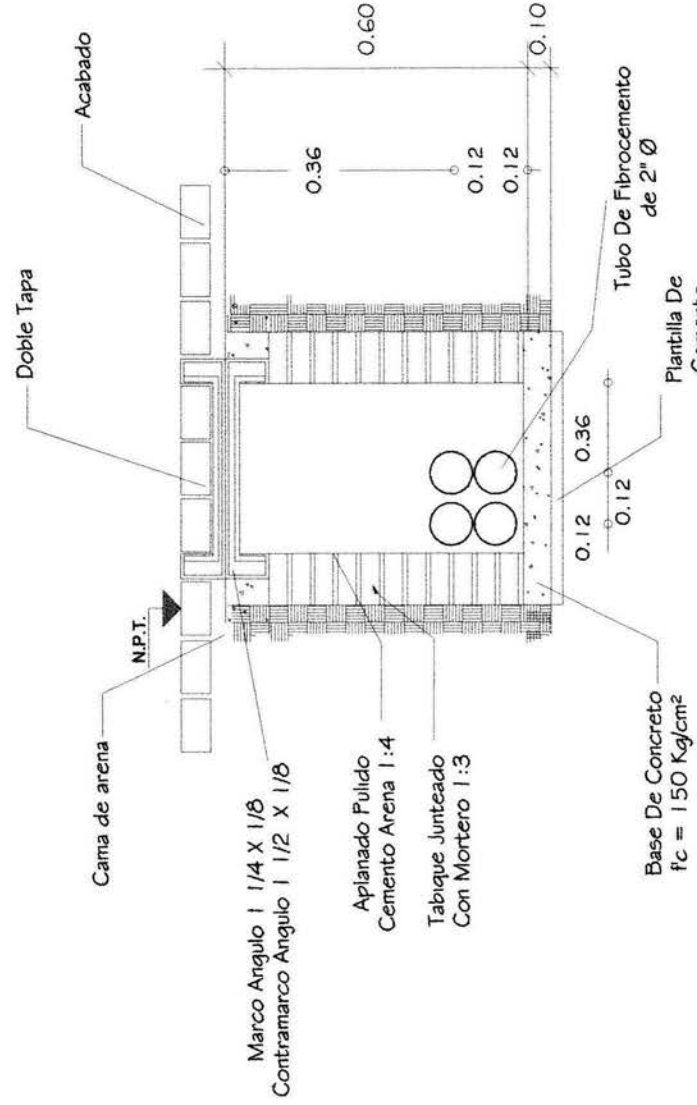 Acabado
Doble Tapa
N.P.T.
Cama de arena
Marco Angulo 1 1/4 X 1/8
Contramarco Angulo 1 1/2 X 1/8
Aplanado Pulido
Cemento Arena 1:4
Tabique Junteado
Con Mortero 1:3
Base De Concreto
f'c = 150 Kg/cm²
0.36
0.12
0.12
0.60
0.10
Tubo De Fibrocemento
de 2" Ø
Plantilla De
0.12
0.12
0.36